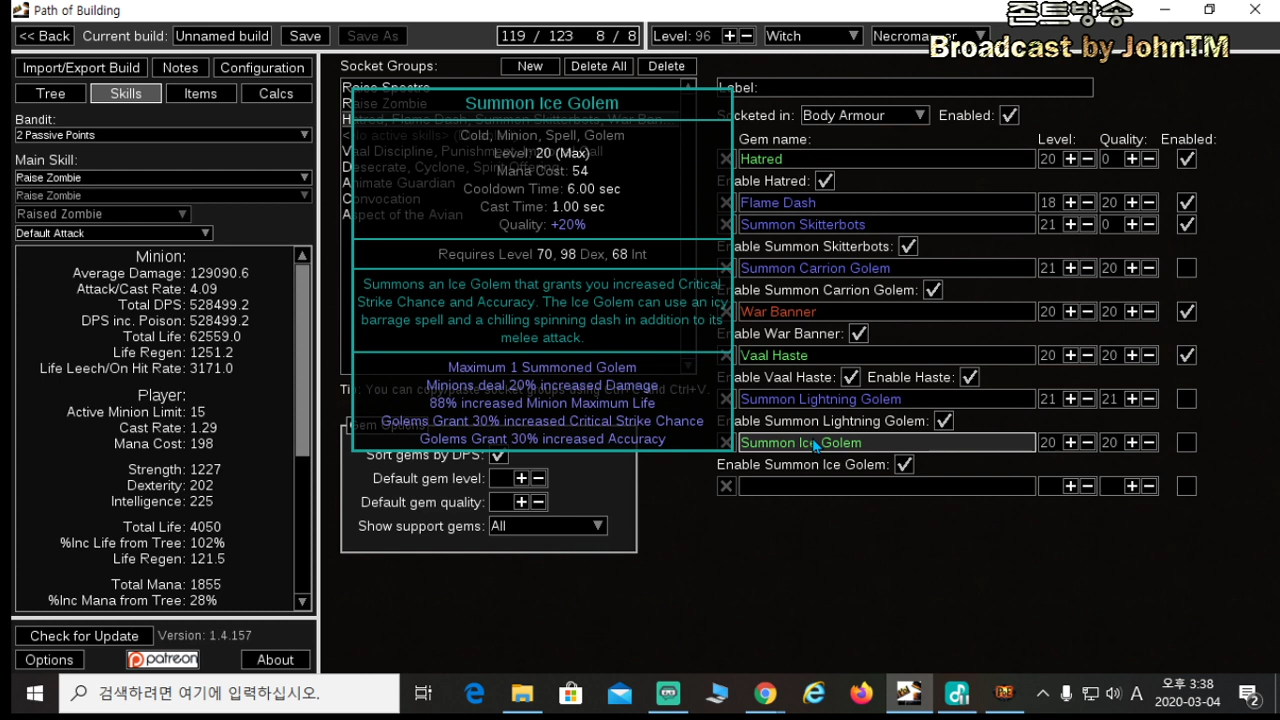 Path of Building
존트방송
Broadcast by JohnTM
<< Back
Current build:
Unnamed build
Save
Save As
119 / 123 8 / 8
Level: 96
Witch
Import/Export Build
Notes
Configuration
Tree
Skills
Items
Calcs
Bandit:
2 Passive Points
Main Skill:
Raise Zombie
Raise Zombie
Raised Zombie
Default Attack
Minion:
Average Damage: 129090.6
Attack/Cast Rate: 4.09
Total DPS: 528499.2
DPS inc. Poison: 528499.2
Total Life: 62559.0
Life Regen: 1251.2
Life Leech/On Hit Rate: 3171.0
Player:
Active Minion Limit: 15
Cast Rate: 1.29
Mana Cost: 198
Strength: 1227
Dexterity: 202
Intelligence: 225
Total Life: 4050
%Inc Life from Tree: 102%
Life Regen: 121.5
Total Mana: 1855
%Inc Mana from Tree: 28%
Check for Update
Version: 1.4.157
Options
patreon
About
Socket Groups:
New
Delete All
Delete
Raise Spectre
Raise Zombie
Hatred, Flame Dash, Summon Skitterbots, War Ban...
Vaal Discipline, Punishment,
Desecrate, Cyclone, Spirit Offering
Animate Guardian
Convocation
Aspect of the Avian
Summon Ice Golem
Cold, Minion, Spell, Golem
Level: 20 (Max)
Mana Cost: 54
Cooldown Time: 6.00 sec
Cast Time: 1.00 sec
Quality: +20%
Requires Level 70, 98 Dex, 68 Int
Summons an Ice Golem that grants you increased Critical
Strike Chance and Accuracy. The Ice Golem can use an icy
barrage spell and a chilling spinning dash in addition to its
melee attack.
Maximum 1 Summoned Golem
Minions deal 20% increased Damage
88% increased Minion Maximum Life
Golems Grant 30% increased Critical Strike Chance
Golems Grant 30% increased Accuracy
Sort gems by DPS:
Default gem level:
Default gem quality:
Show support gems: All
Label:
Socketed in: Body Armour
Enabled:
Gem name:
Level:
Quality:
Enabled:
Hatred 20 0
Enable Hatred:
Flame Dash 18 20
Summon Skitterbots 21 0
Enable Summon Skitterbots:
Summon Carrion Golem 21 20
Enable Summon Carrion Golem:
War Banner 20 20
Enable War Banner:
Vaal Haste 20 20
Enable Vaal Haste: Enable Haste:
Summon Lightning Golem 21 21
Enable Summon Lightning Golem:
Summon Ice Golem 20 20
Enable Summon Ice Golem:
검색하려면 여기에 입력하십시오.
A
오후 3:38
2020-03-04
2